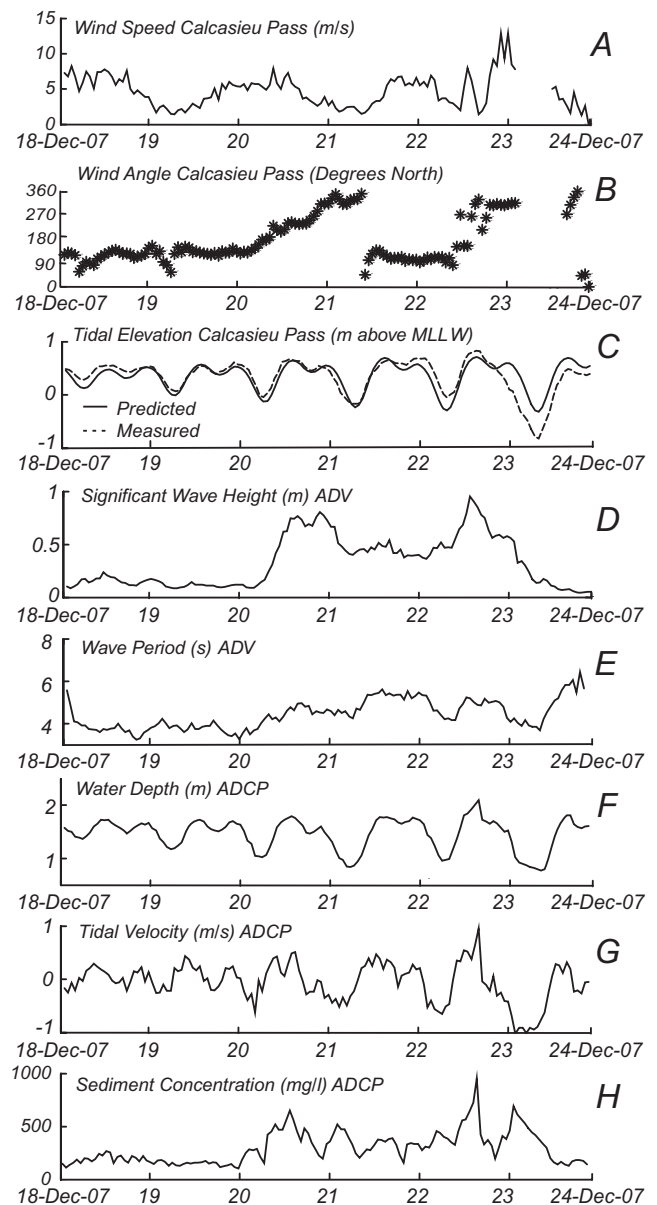 15
Wind Speed Calcasieu Pass (m/s)
A
10
5
0
18-Dec-07 19 20 21 22 23 24-Dec-07
Wind Angle Calcasieu Pass (Degrees North)
B
360
270
180
90
0
18-Dec-07 19 20 21 22 23 24-Dec-07
Tidal Elevation Calcasieu Pass (m above MLLW)
C
1
0
Predicted
Measured
-1
18-Dec-07 19 20 21 22 23 24-Dec-07
1
Significant Wave Height (m) ADV
D
0.5
0
18-Dec-07 19 20 21 22 23 24-Dec-07
8
Wave Period (s) ADV
E
6
4
18-Dec-07 19 20 21 22 23 24-Dec-07
Water Depth (m) ADCP
F
2
1
18-Dec-07 19 20 21 22 23 24-Dec-07
1
Tidal Velocity (m/s) ADCP
G
0
-1
18-Dec-07 19 20 21 22 23 24-Dec-07
1000
Sediment Concentration (mg/l) ADCP
H
500
0
18-Dec-07 19 20 21 22 23 24-Dec-07